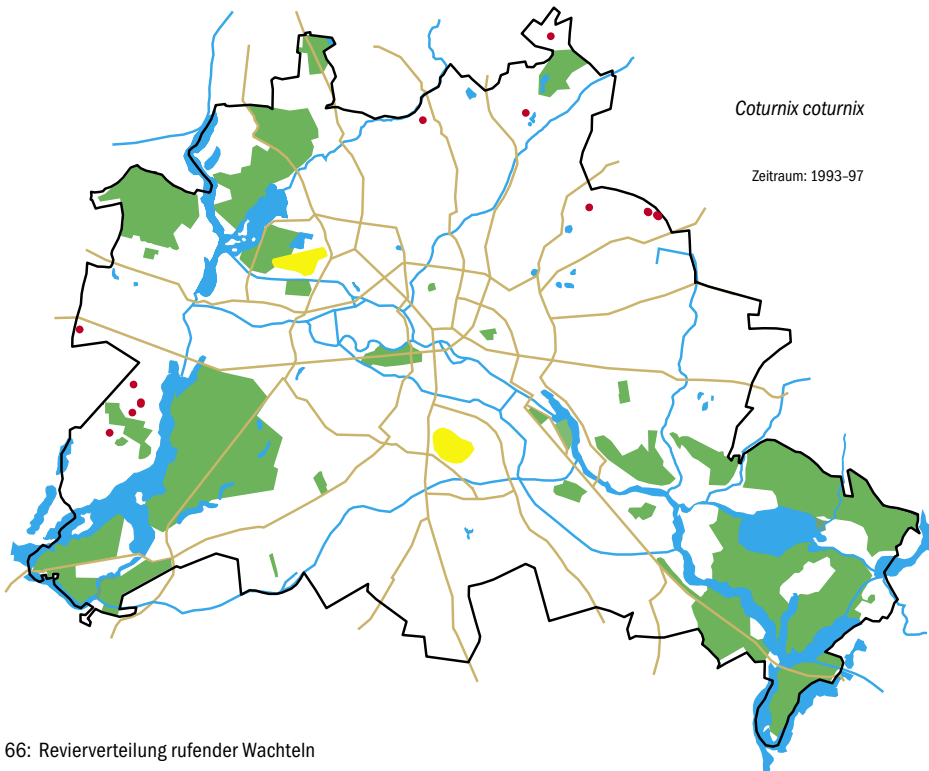 Coturnix coturnix
Zeitraum: 1993–97
66: Revierverteilung rufender Wachteln